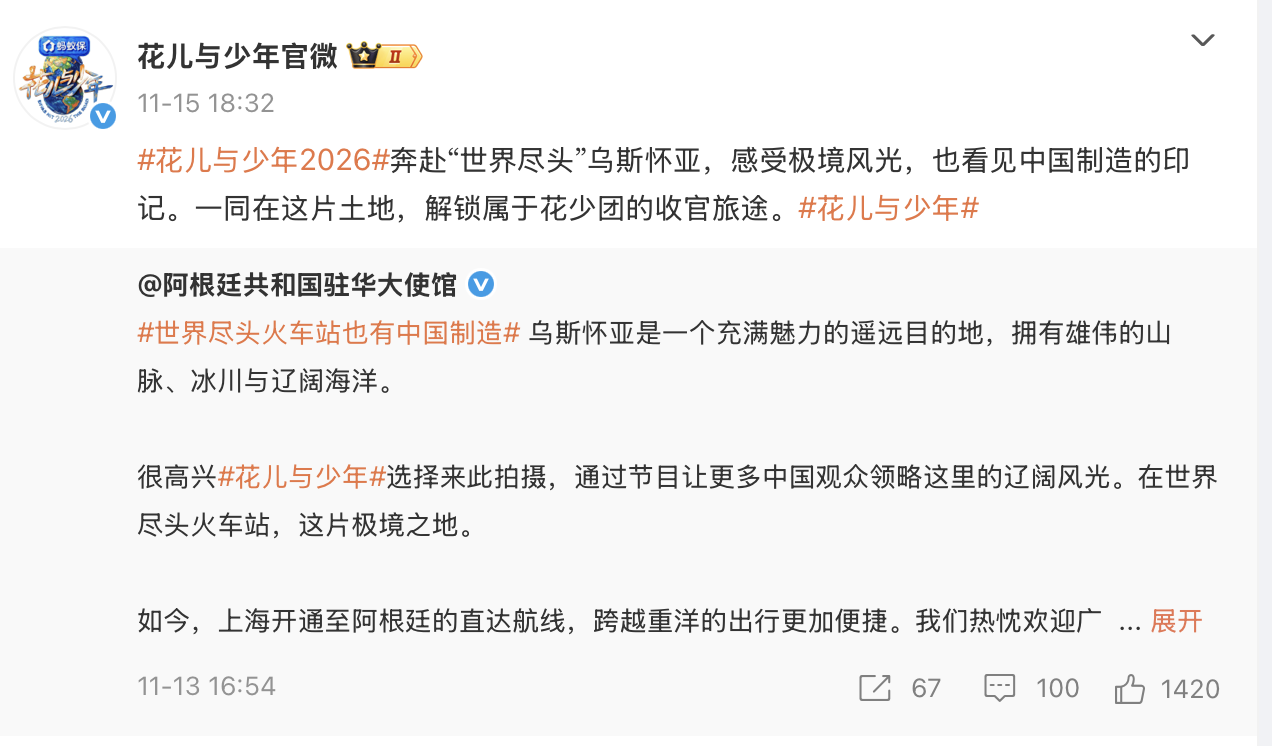 蚂蚁保
花儿与少年
2026
花儿与少年官微
II
11-15 18:32
#花儿与少年2026#奔赴“世界尽头”乌斯怀亚，感受极境风光，也看见中国制造的印
记。一同在这片土地，解锁属于花少团的收官旅途。#花儿与少年#
@阿根廷共和国驻华大使馆
#世界尽头火车站也有中国制造# 乌斯怀亚是一个充满魅力的遥远目的地，拥有雄伟的山
脉、冰川与辽阔海洋。
很高兴#花儿与少年#选择来此拍摄，通过节目让更多中国观众领略这里的辽阔风光。在世界
尽头火车站，这片极境之地。
如今，上海开通至阿根廷的直达航线，跨越重洋的出行更加便捷。我们热忱欢迎广 ... 展开
11-13 16:54 67 100 1420